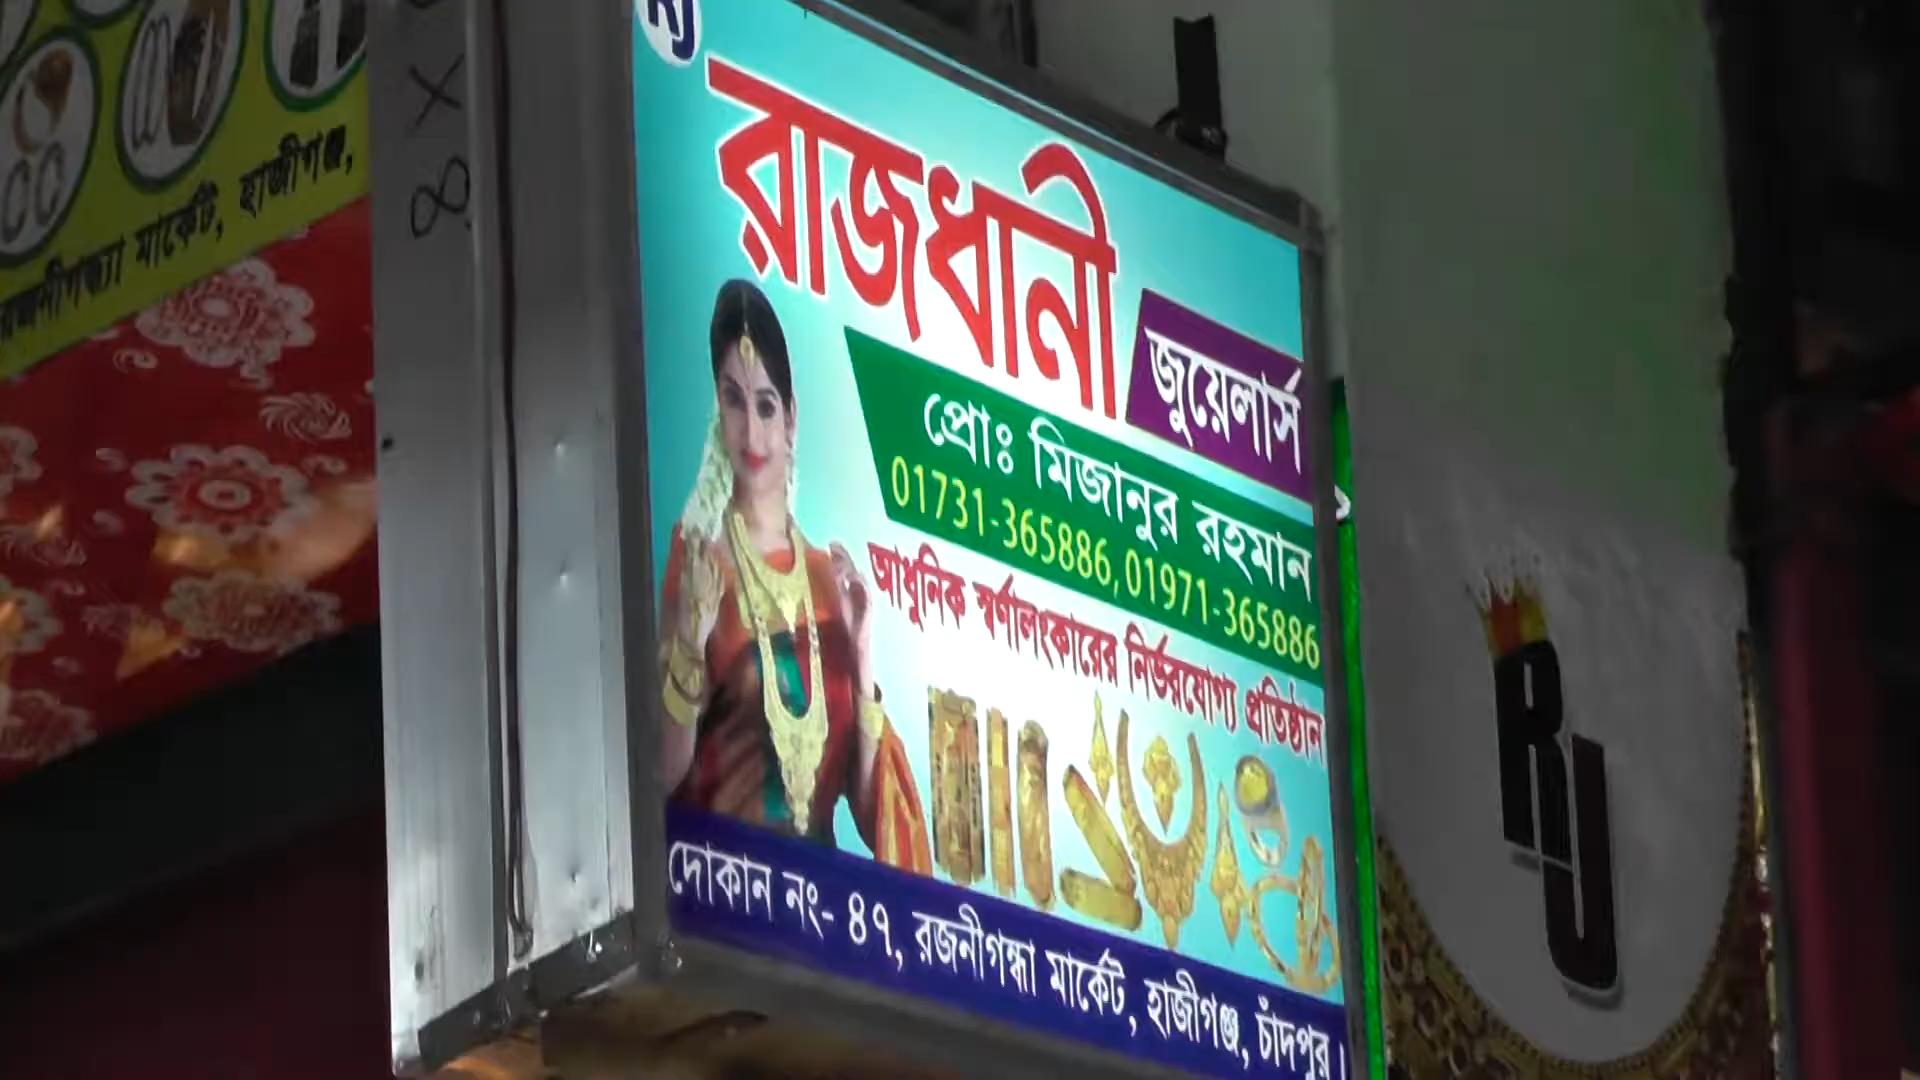 RJ
রাজধানী
জুয়েলার্স
প্রোঃ মিজানুর রহমান
01731-365886, 01971-365886
আধুনিক স্বর্ণালংকারের নির্ভরযোগ্য প্রতিষ্ঠান
দোকান নং- ৪৭, রজনীগন্ধা মার্কেট, হাজীগঞ্জ, চাঁদপুর।
রজনীগন্ধ্যা মার্কেট, হাজীগঞ্জ,
8 X
RJ